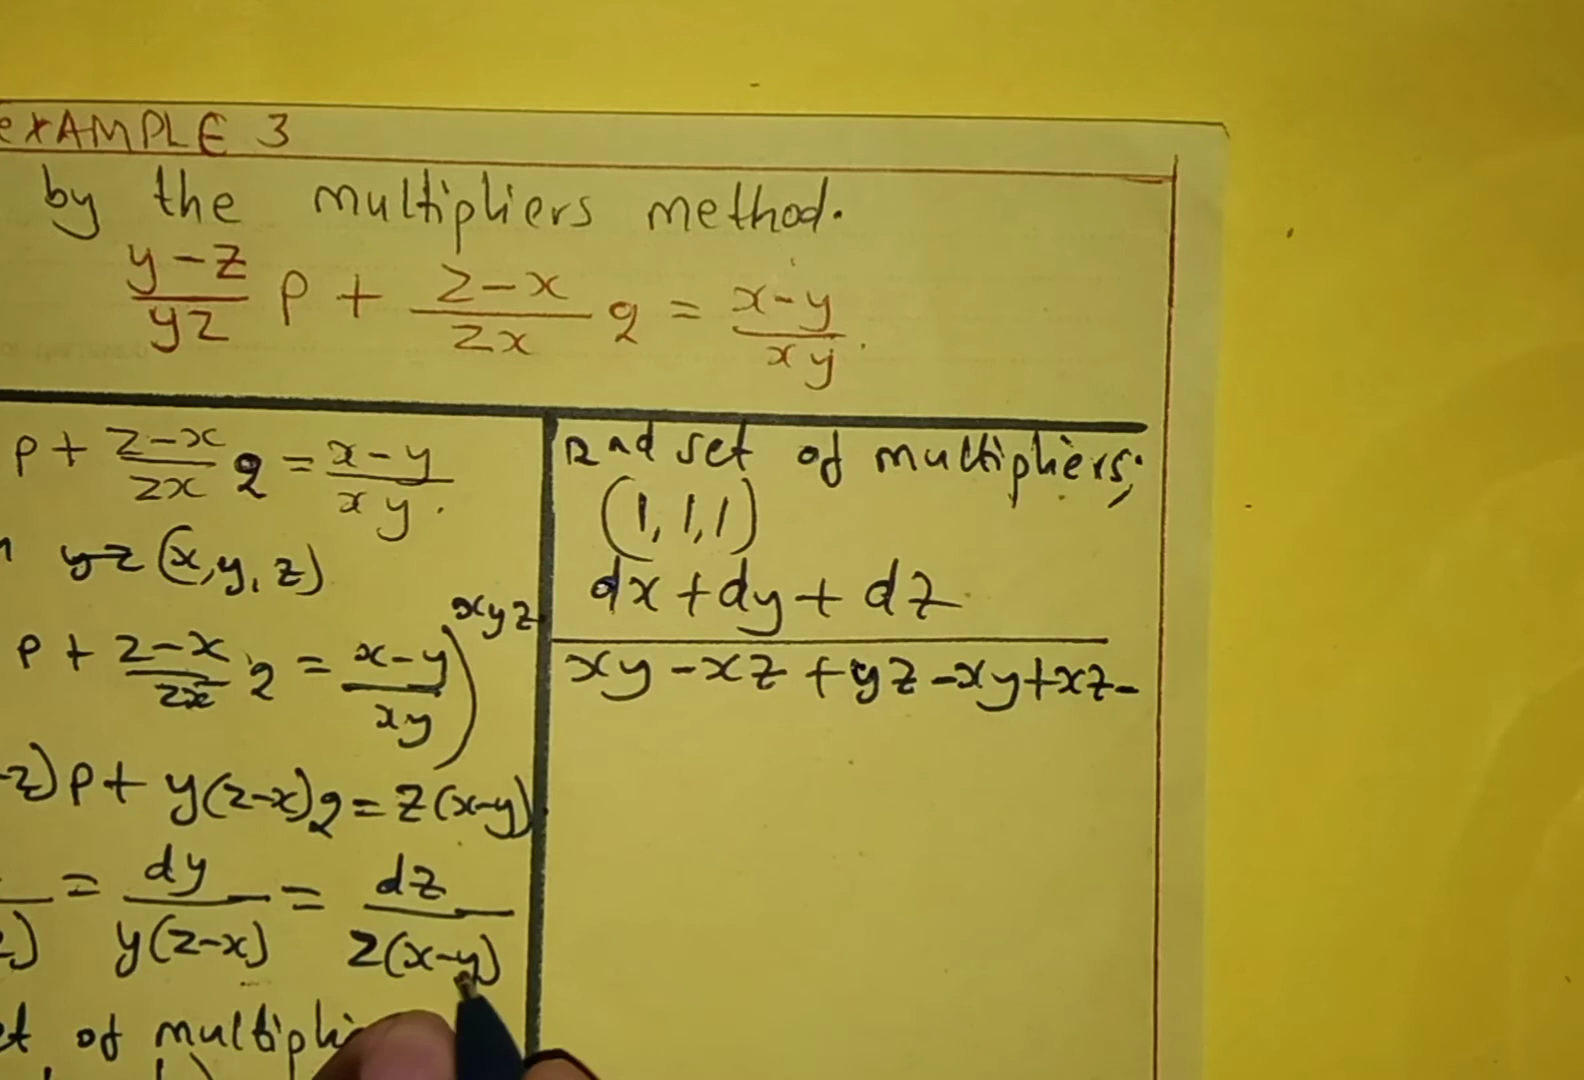 EXAMPLE 3
by the multipliers method.
y-z/yz p + z-x/zx q = x-y/xy.
p + z-x/zx q = x-y/xy.
yz (x, y, z)
p + z-x/zx q = x-y/xy) xyz
-z)p + y(z-x)q = z(x-y)
= dy/y(z-x) = dz/z(x-y)
of multipli
2nd set of multipliers;
(1, 1, 1)
dx + dy + dz
xy - xz + yz - xy + xz -